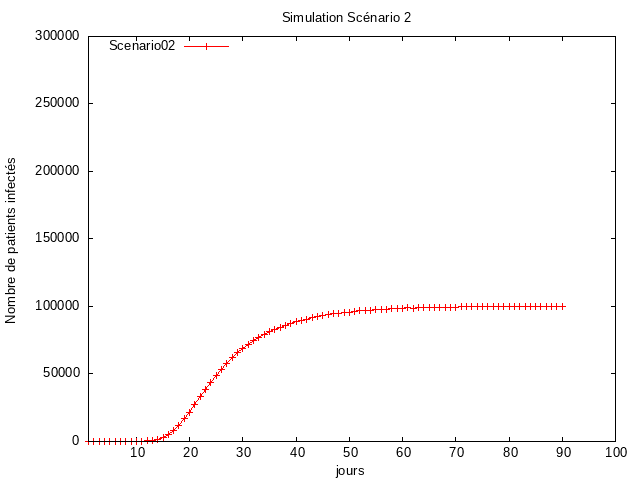 Simulation Scénario 2
Scenario02
300000
250000
200000
150000
100000
50000
0
Nombre de patients infectés
10 20 30 40 50 60 70 80 90 100
jours